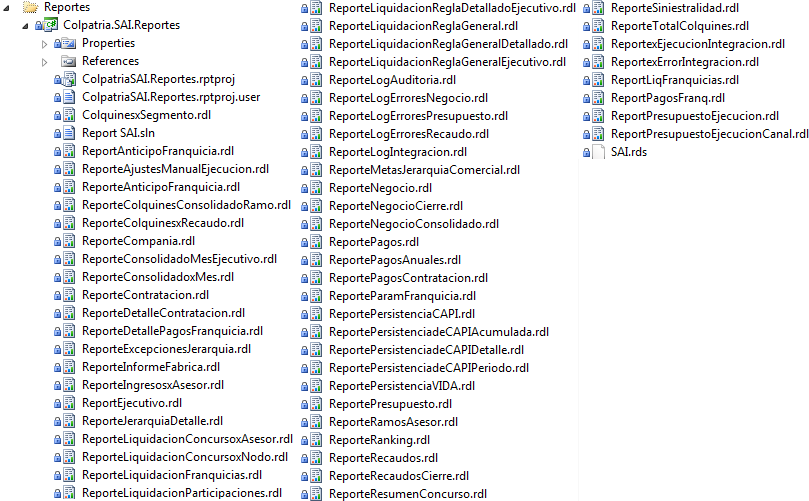 Reportes
Colpatria.SAI.Reportes
Properties
References
ColpatriaSAI.Reportes.rptproj
ColpatriaSAI.Reportes.rptproj.user
ColquinesxSegmento.rdl
Report SAI.sln
ReportAnticipoFranquicia.rdl
ReporteAjustesManualEjecucion.rdl
ReporteAnticipoFranquicia.rdl
ReporteColquinesConsolidadoRamo.rdl
ReporteColquinesxRecaudo.rdl
ReporteCompania.rdl
ReporteConsolidadoMesEjecutivo.rdl
ReporteConsolidadoxMes.rdl
ReporteContratacion.rdl
ReporteDetalleContratacion.rdl
ReporteDetallePagosFranquicia.rdl
ReporteExcepcionesJerarquia.rdl
ReporteInformeFabrica.rdl
ReporteIngresosxAsesor.rdl
ReportEjecutivo.rdl
ReporteJerarquiaDetalle.rdl
ReporteLiquidacionConcursoxAsesor.rdl
ReporteLiquidacionConcursoxNodo.rdl
ReporteLiquidacionFranquicias.rdl
ReporteLiquidacionParticipaciones.rdl
ReporteLiquidacionReglaDetalladoEjecutivo.rdl
ReporteLiquidacionReglaGeneral.rdl
ReporteLiquidacionReglaGeneralDetallado.rdl
ReporteLiquidacionReglaGeneralEjecutivo.rdl
ReporteLogAuditoria.rdl
ReporteLogErroresNegocio.rdl
ReporteLogErroresPresupuesto.rdl
ReporteLogErroresRecaudo.rdl
ReporteLogIntegracion.rdl
ReporteMetasJerarquiaComercial.rdl
ReporteNegocio.rdl
ReporteNegocioCierre.rdl
ReporteNegocioConsolidado.rdl
ReportePagos.rdl
ReportePagosAnuales.rdl
ReportePagosContratacion.rdl
ReporteParamFranquicia.rdl
ReportePersistenciaCAPI.rdl
ReportePersistenciadeCAPIAcumulada.rdl
ReportePersistenciadeCAPIDetalle.rdl
ReportePersistenciadeCAPIPeriodo.rdl
ReportePersistenciaVIDA.rdl
ReportePresupuesto.rdl
ReporteRamosAsesor.rdl
ReporteRanking.rdl
ReporteRecaudos.rdl
ReporteRecaudosCierre.rdl
ReporteResumenConcurso.rdl
ReporteSiniestralidad.rdl
ReporteTotalColquines.rdl
ReportexEjecucionIntegracion.rdl
ReportexErrorIntegracion.rdl
ReportLiqFranquicias.rdl
ReportPagosFranq.rdl
ReportPresupuestoEjecucion.rdl
ReportPresupuestoEjecucionCanal.rdl
SAI.rds